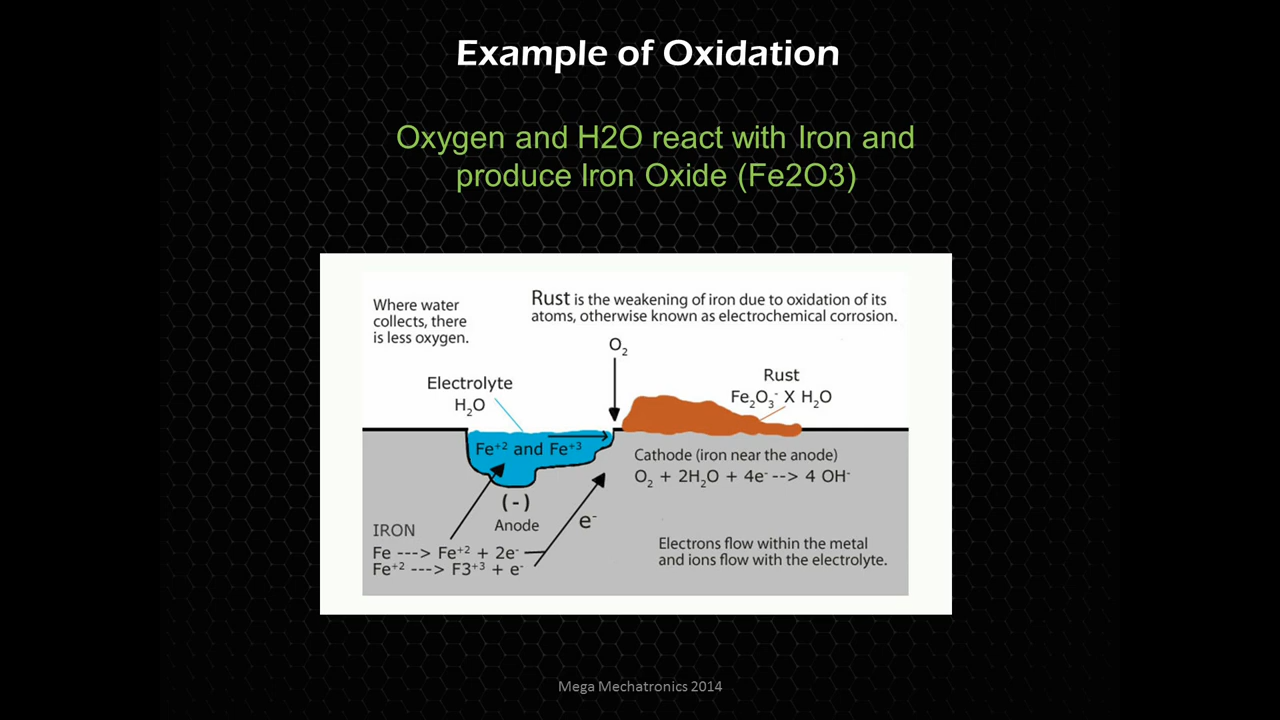 Example of Oxidation
Oxygen and H2O react with Iron and
produce Iron Oxide (Fe2O3)
Where water
collects, there
is less oxygen.
Rust is the weakening of iron due to oxidation of its
atoms, otherwise known as electrochemical corrosion.
O₂
Electrolyte
H₂O
Rust
Fe₂O₃⁻ X H₂O
Fe⁺² and Fe⁺³
Cathode (iron near the anode)
O₂ + 2H₂O + 4e⁻ --> 4 OH⁻
(-)
Anode
e⁻
IRON
Fe ---> Fe⁺² + 2e⁻
Fe⁺² ---> F3⁺³ + e⁻
Electrons flow within the metal
and ions flow with the electrolyte.
Mega Mechatronics 2014